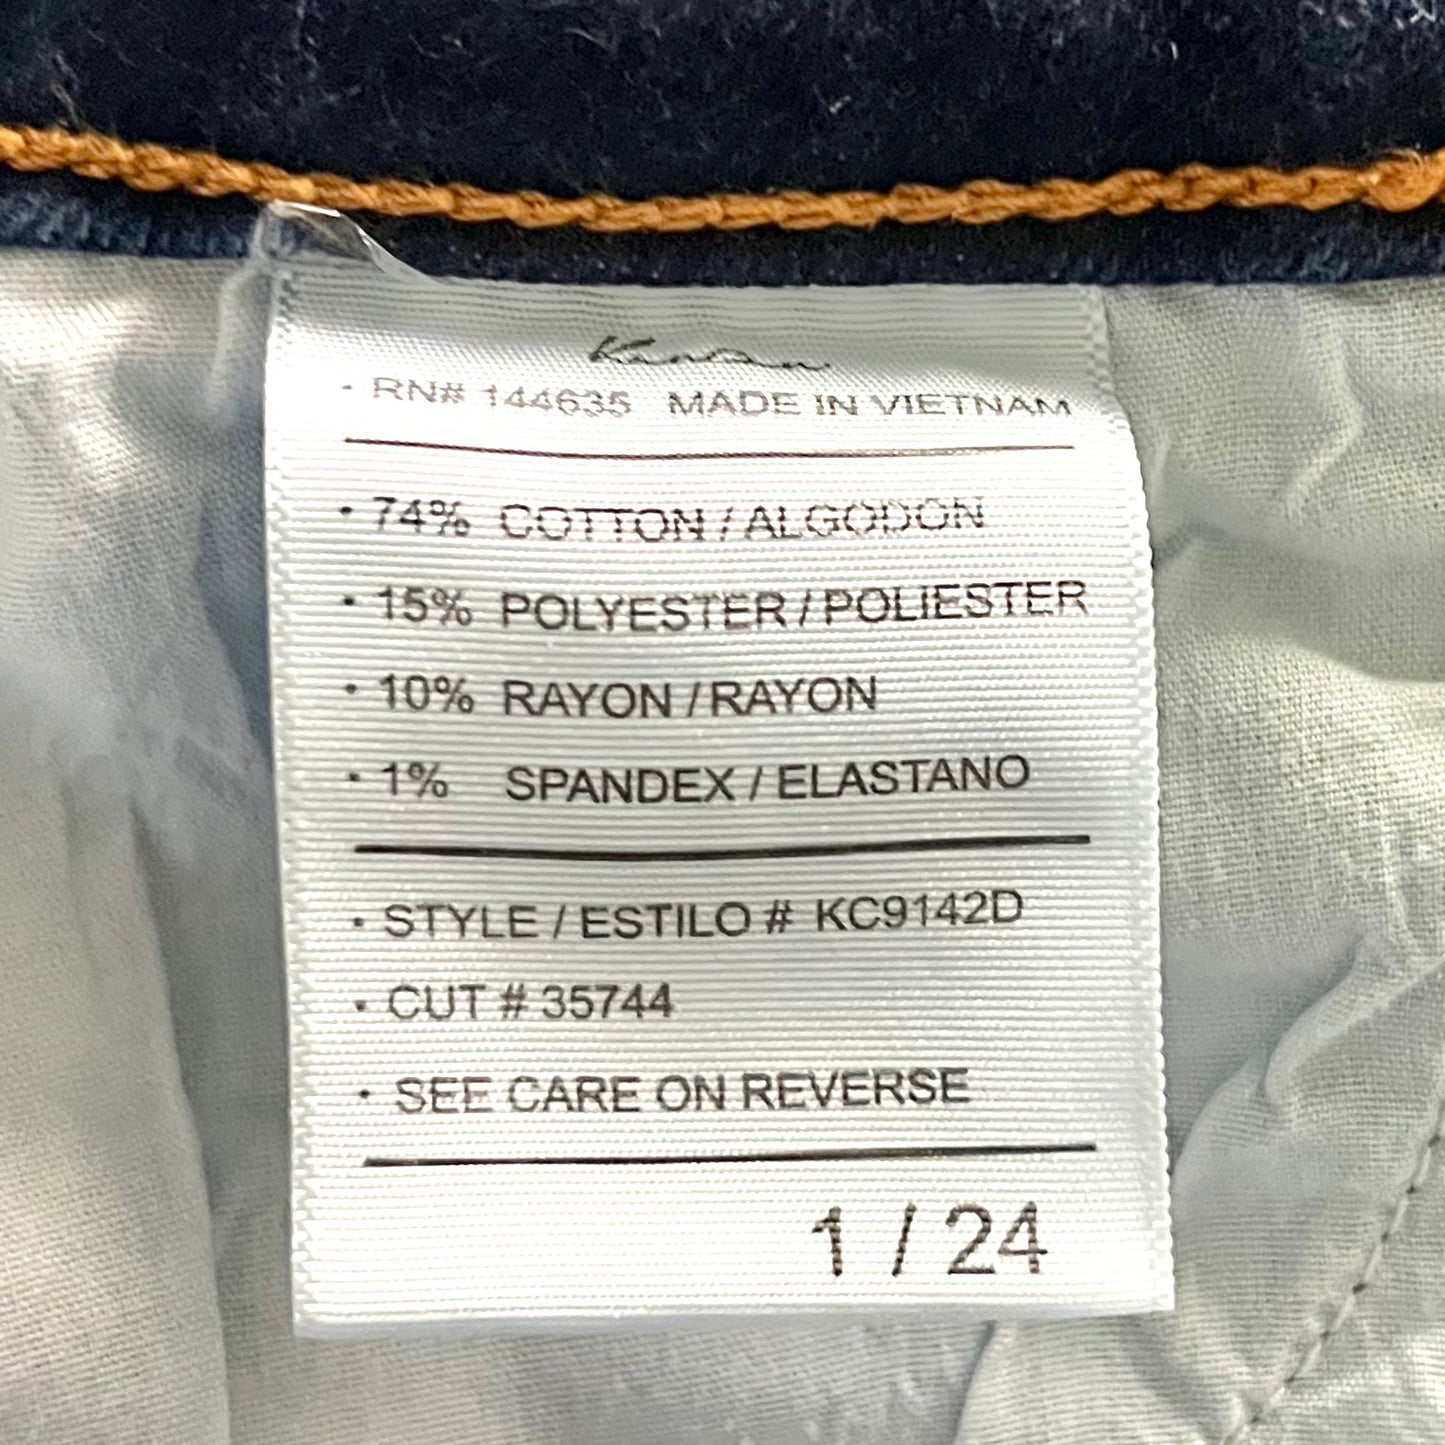 KanCan
· RN# 144635 MADE IN VIETNAM
· 74% COTTON / ALGODON
· 15% POLYESTER / POLIESTER
· 10% RAYON / RAYON
· 1% SPANDEX / ELASTANO
· STYLE / ESTILO # KC9142D
· CUT # 35744
· SEE CARE ON REVERSE
1 / 24